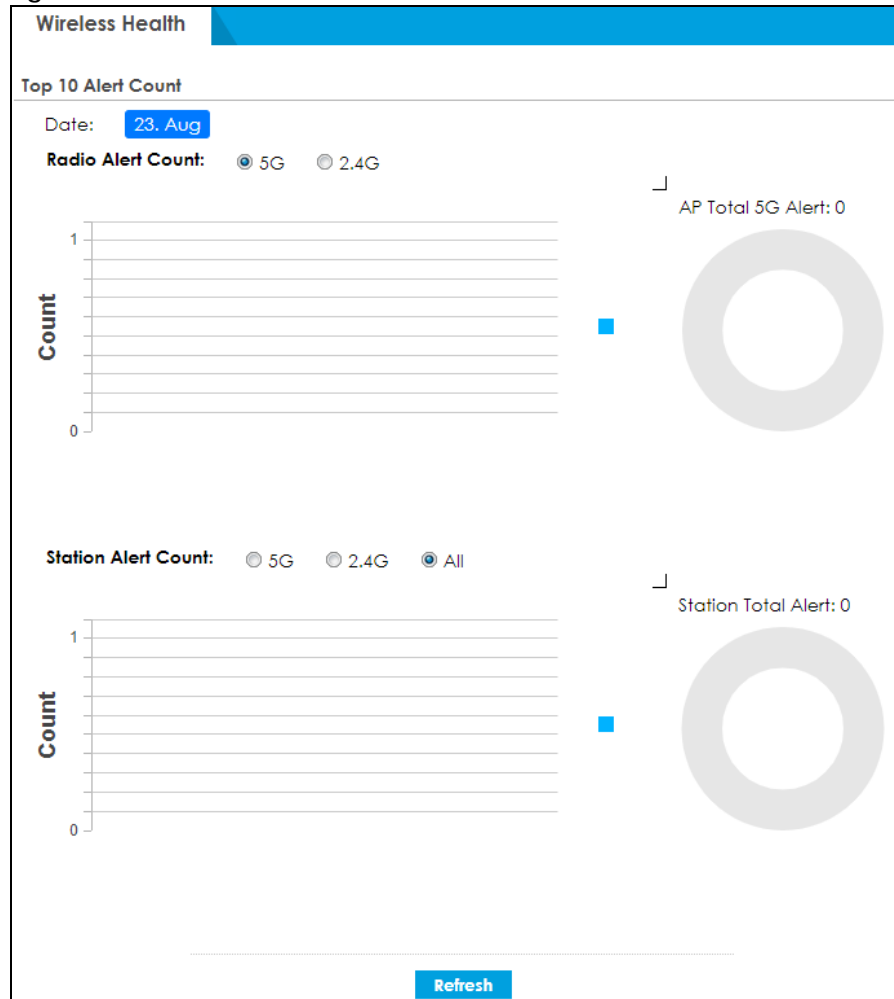 Wireless Health
Top 10 Alert Count
Date: 23. Aug
Radio Alert Count: 5G 2.4G
AP Total 5G Alert: 0
1
Count
0
Station Alert Count: 5G 2.4G All
Station Total Alert: 0
1
Count
0
Refresh